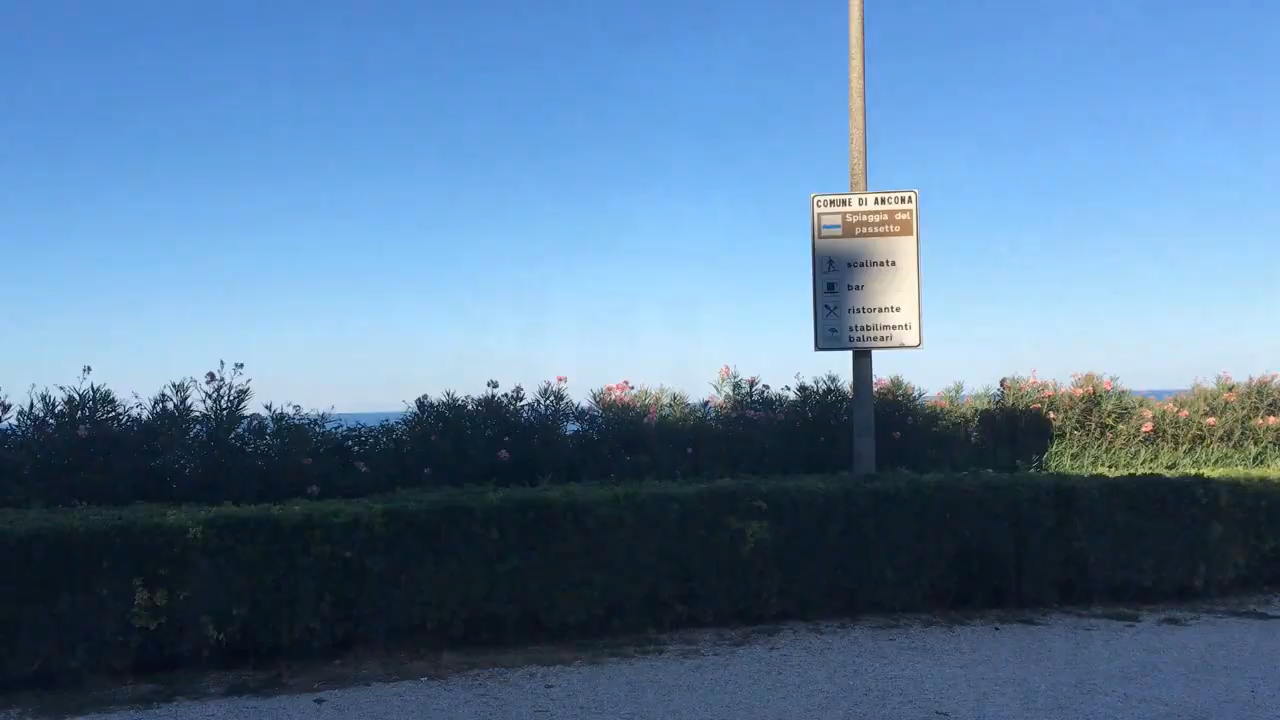 COMUNE DI ANCONA
Spiaggia del
passetto
scalinata
bar
ristorante
stabilimenti
balneari